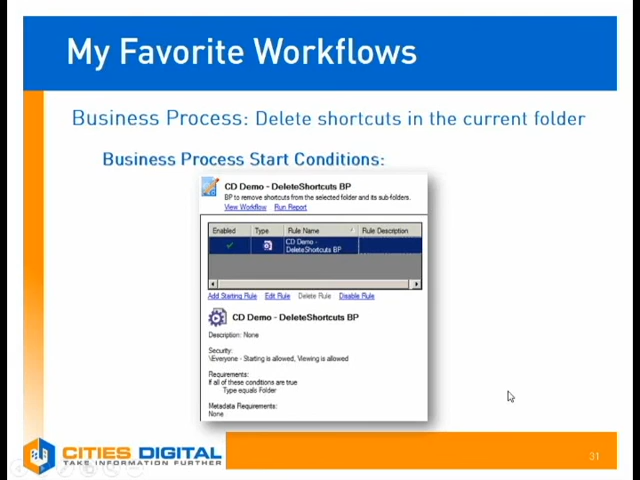 My Favorite Workflows
Business Process: Delete shortcuts in the current folder
Business Process Start Conditions:
CD Demo - DeleteShortcuts BP
BP to remove shortcuts from the selected folder and its sub-folders.
View Workflow Run Report
Enabled Type Rule Name Rule Description
CD Demo -
DeleteShortcuts BP
Add Starting Rule Edit Rule Delete Rule Disable Rule
CD Demo - DeleteShortcuts BP
Description: None
Security:
\Everyone - Starting is allowed, Viewing is allowed
Requirements:
If all of these conditions are true
Type equals Folder
Metadata Requirements:
None
CITIES DIGITAL
TAKE INFORMATION FURTHER
31